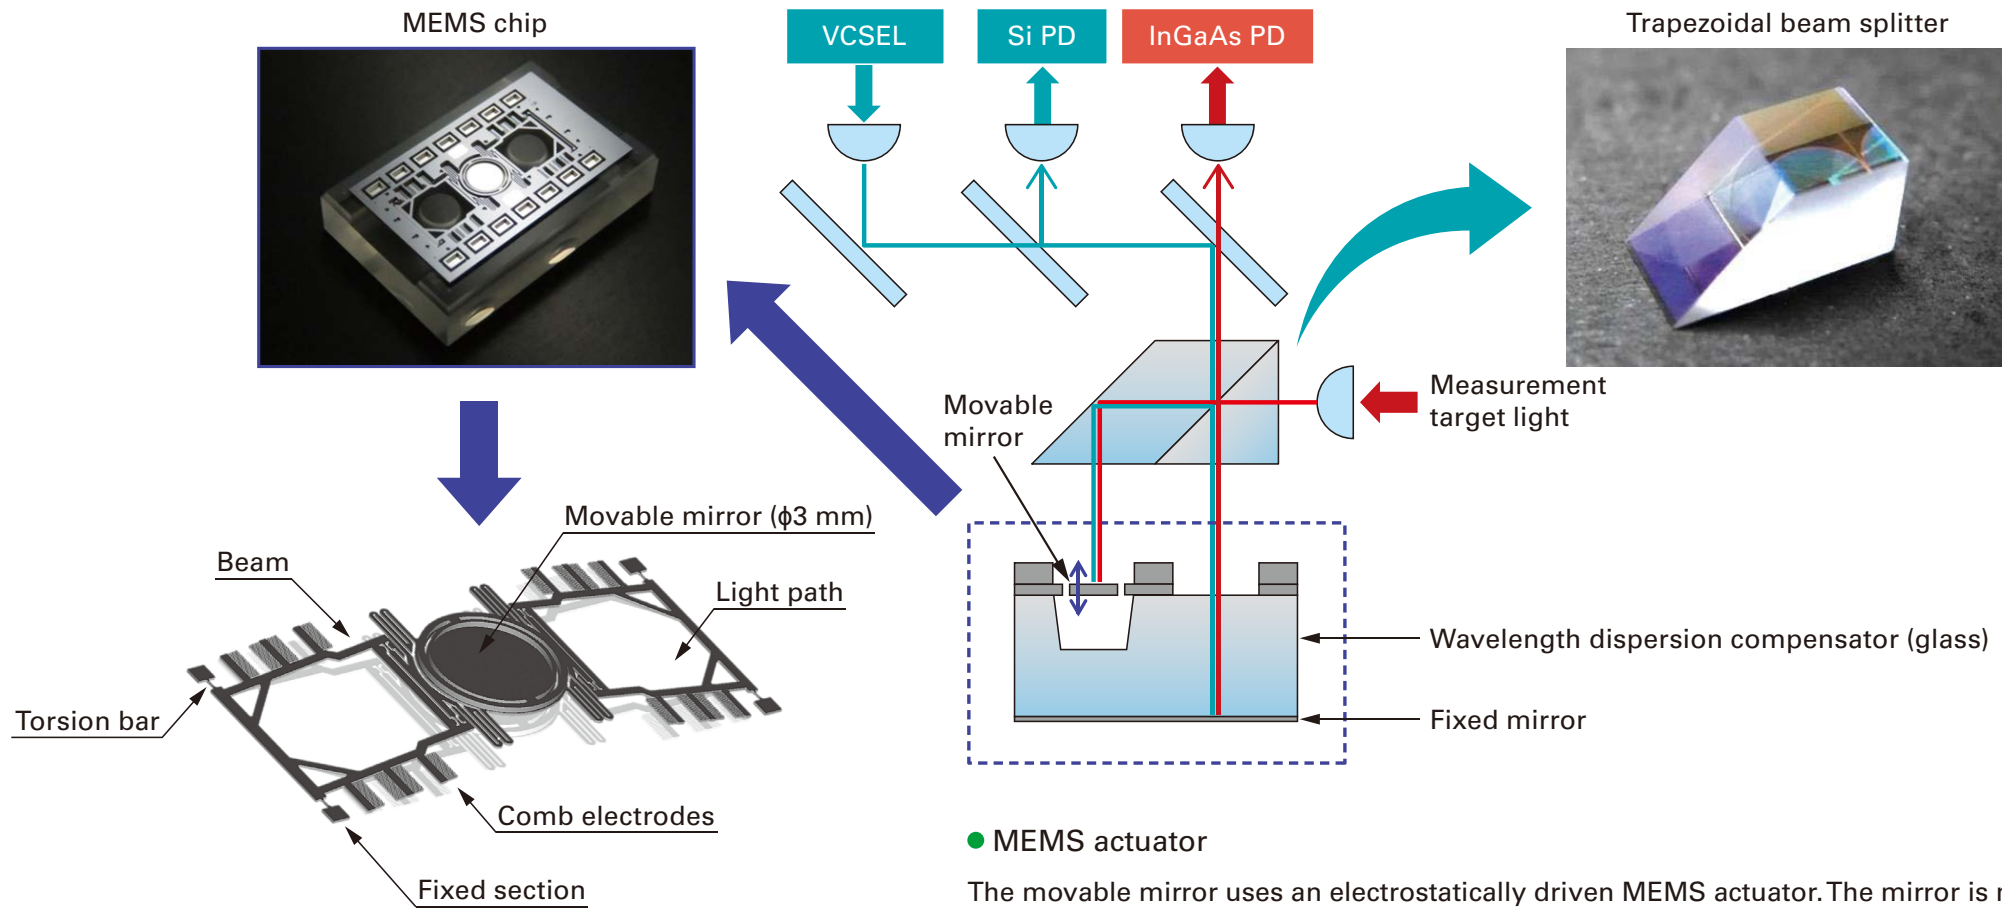 MEMS chip
VCSEL
Si PD
InGaAs PD
Trapezoidal beam splitter
Movable
mirror
Measurement
target light
Movable mirror (ϕ3 mm)
Beam
Light path
Torsion bar
Wavelength dispersion compensator (glass)
Fixed mirror
Comb electrodes
Fixed section
● MEMS actuator
The movable mirror uses an electrostatically driven MEMS actuator. The mirror is